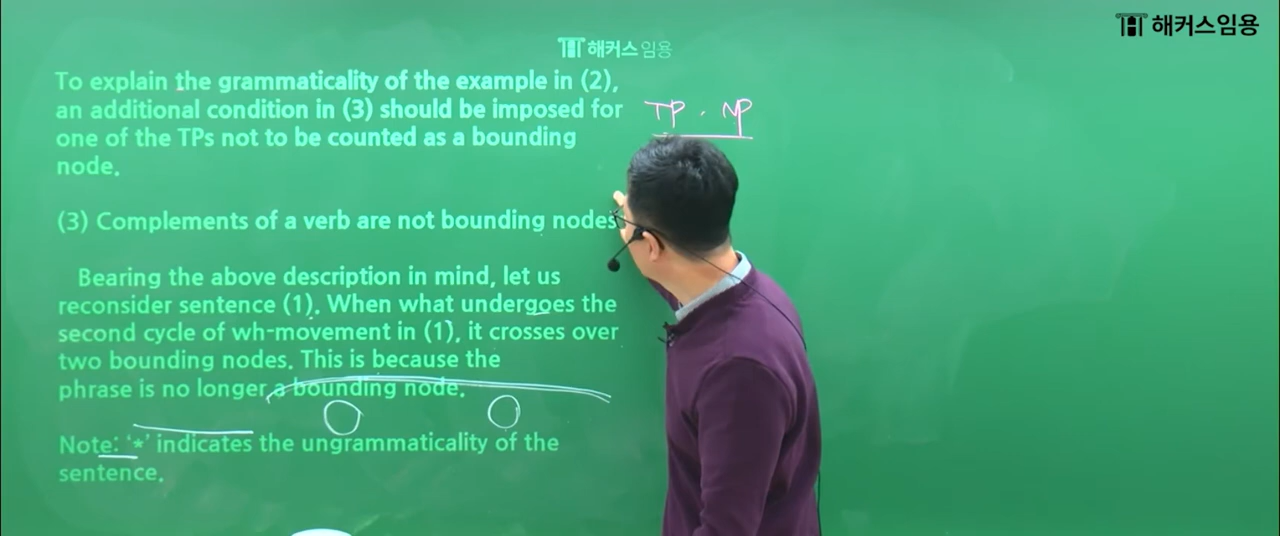 해커스임용
해커스임용
To explain the grammaticality of the example in (2),
an additional condition in (3) should be imposed for
one of the TPs not to be counted as a bounding
node.
TP . NP
(3) Complements of a verb are not bounding nodes
Bearing the above description in mind, let us
reconsider sentence (1). When what undergoes the
second cycle of wh-movement in (1), it crosses over
two bounding nodes. This is because the
phrase is no longer a bounding node.
Note: ‘*’ indicates the ungrammaticality of the
sentence.